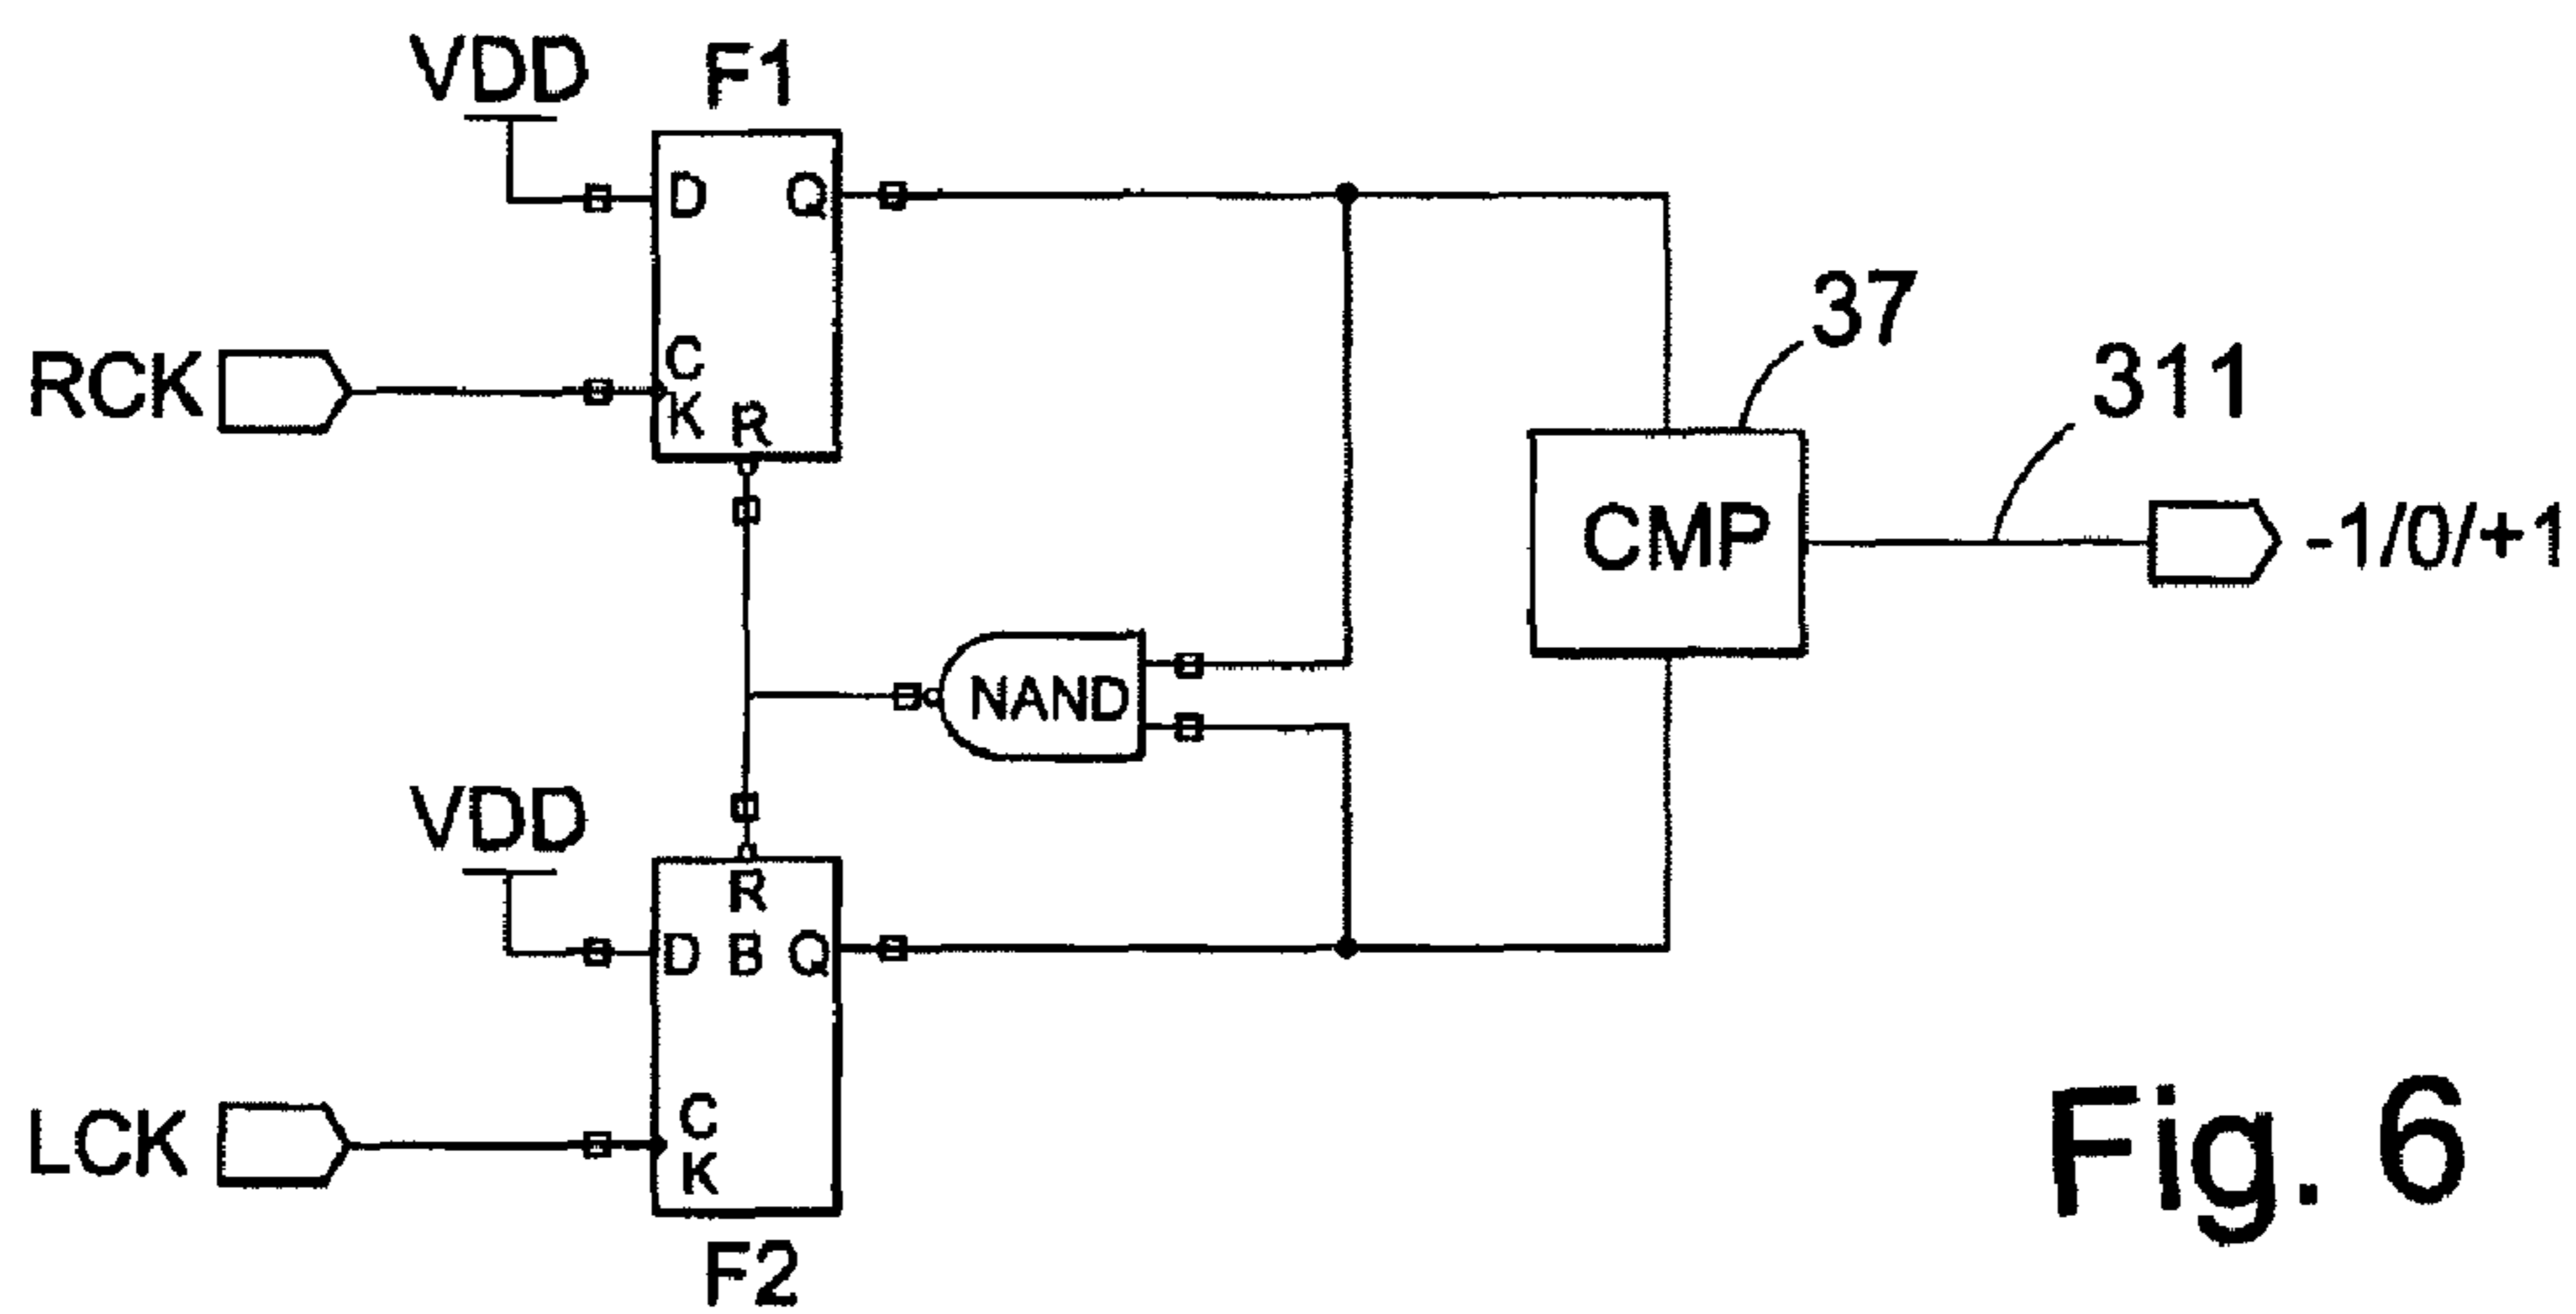 VDD
F1
D Q
RCK
C
K
R
37
311
CMP
-1/0/+1
NAND
VDD
R
D B Q
LCK
C
K
F2
Fig. 6